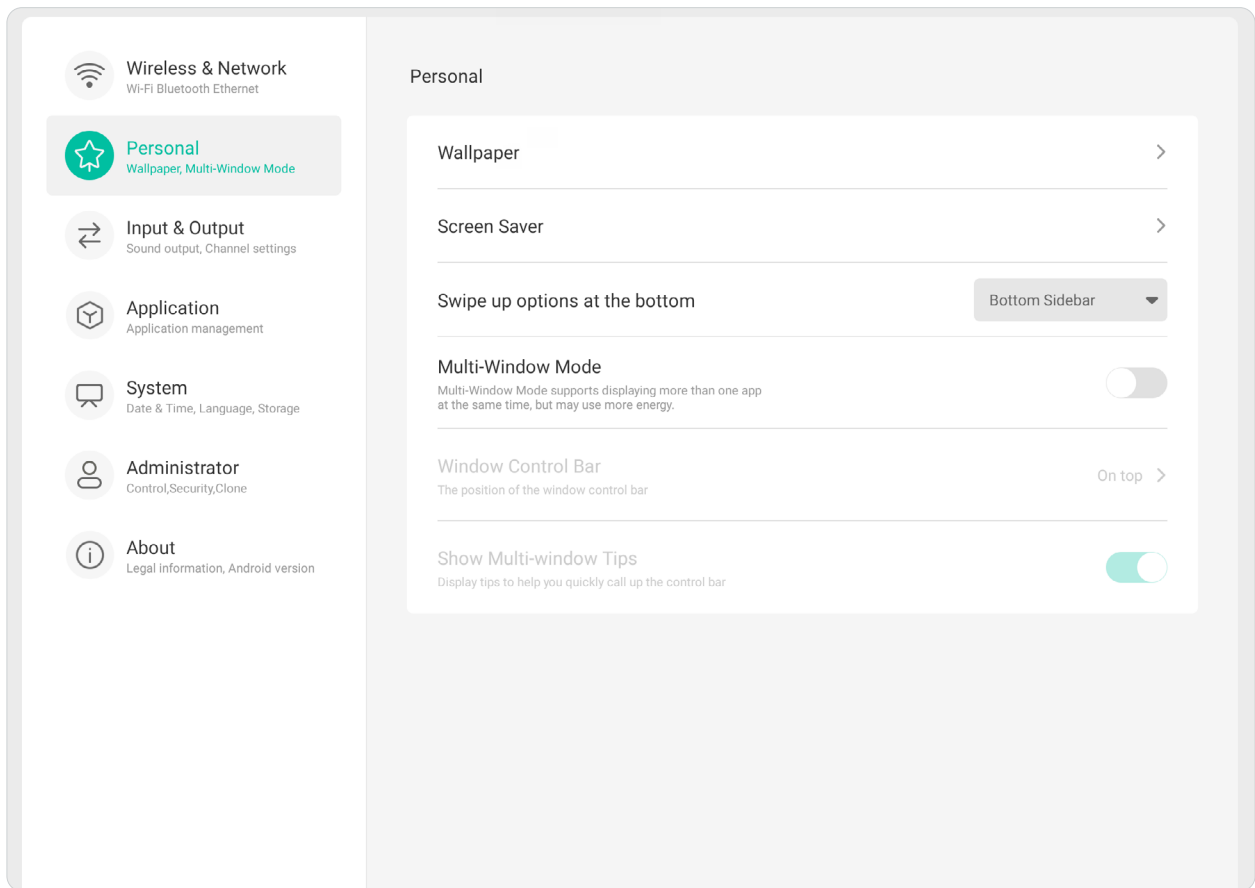 Wireless & Network
Wi-Fi Bluetooth Ethernet
Personal
Wallpaper, Multi-Window Mode
Input & Output
Sound output, Channel settings
Application
Application management
System
Date & Time, Language, Storage
Administrator
Control,Security,Clone
About
Legal information, Android version
Personal
Wallpaper
Screen Saver
Swipe up options at the bottom
Bottom Sidebar
Multi-Window Mode
Multi-Window Mode supports displaying more than one app
at the same time, but may use more energy.
Window Control Bar
The position of the window control bar
On top
Show Multi-window Tips
Display tips to help you quickly call up the control bar